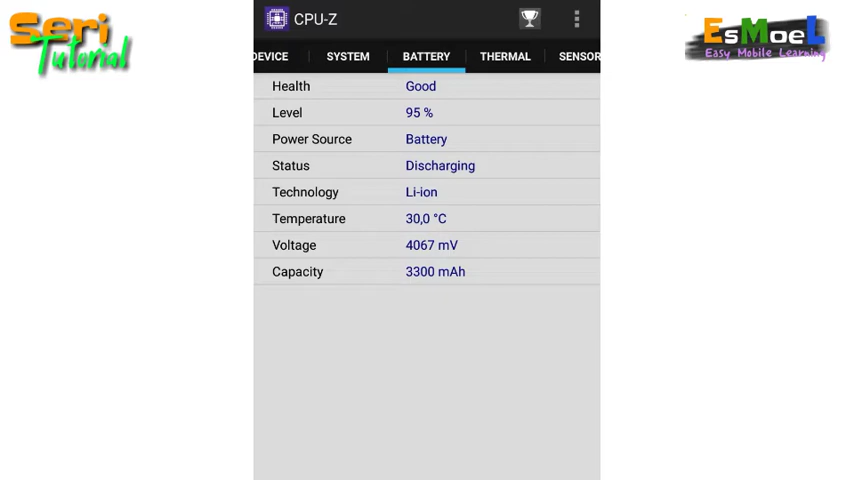 Seri
Tutorial
CPU-Z
EsMoeL
Easy Mobile Learning
DEVICE SYSTEM BATTERY THERMAL SENSOR
Health Good
Level 95 %
Power Source Battery
Status Discharging
Technology Li-ion
Temperature 30,0 °C
Voltage 4067 mV
Capacity 3300 mAh